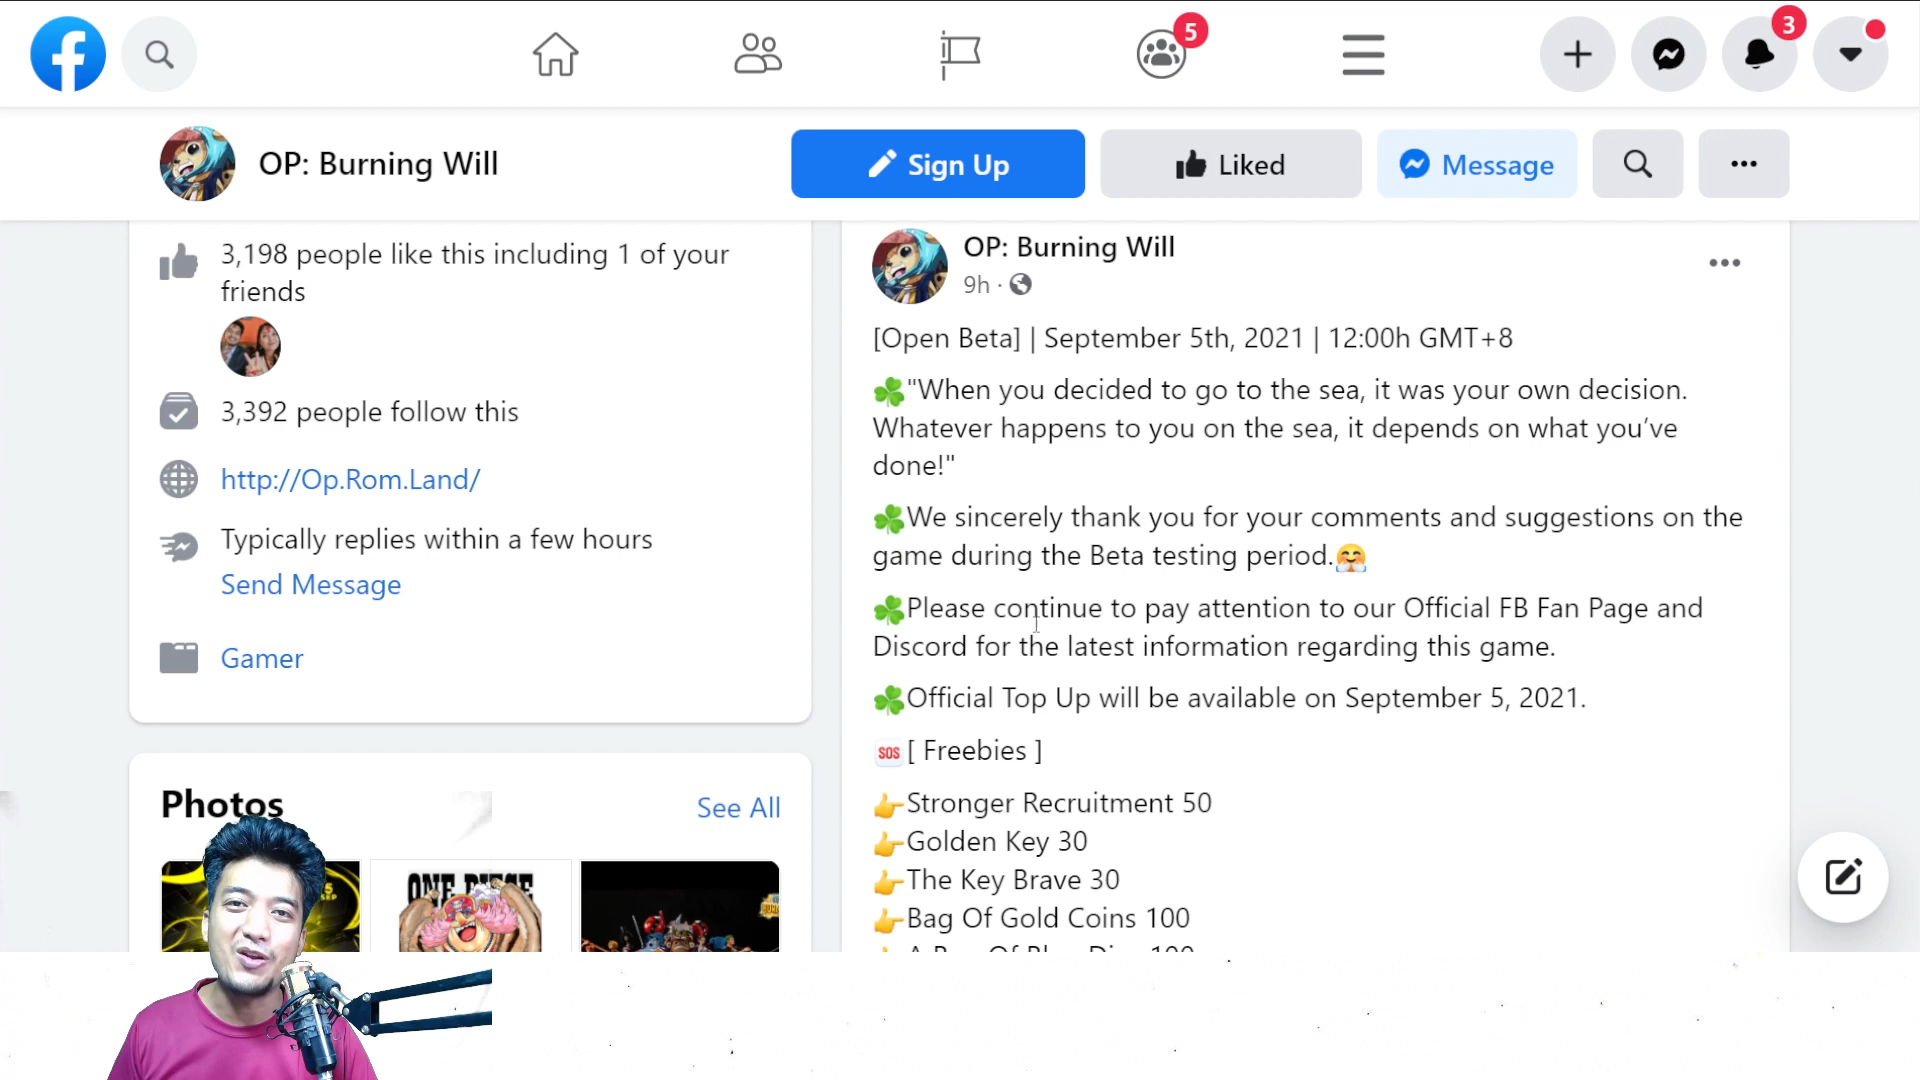 5
3
OP: Burning Will
Sign Up
Liked
Message
3,198 people like this including 1 of your
friends
3,392 people follow this
http://Op.Rom.Land/
Typically replies within a few hours
Send Message
Gamer
Photos
See All
ONE PIECE
OP: Burning Will
9h ·
[Open Beta] | September 5th, 2021 | 12:00h GMT+8
☘️"When you decided to go to the sea, it was your own decision.
Whatever happens to you on the sea, it depends on what you’ve
done!"
☘️We sincerely thank you for your comments and suggestions on the
game during the Beta testing period.🤗
☘️Please continue to pay attention to our Official FB Fan Page and
Discord for the latest information regarding this game.
☘️Official Top Up will be available on September 5, 2021.
🆘[ Freebies ]
👉Stronger Recruitment 50
👉Golden Key 30
👉The Key Brave 30
👉Bag Of Gold Coins 100